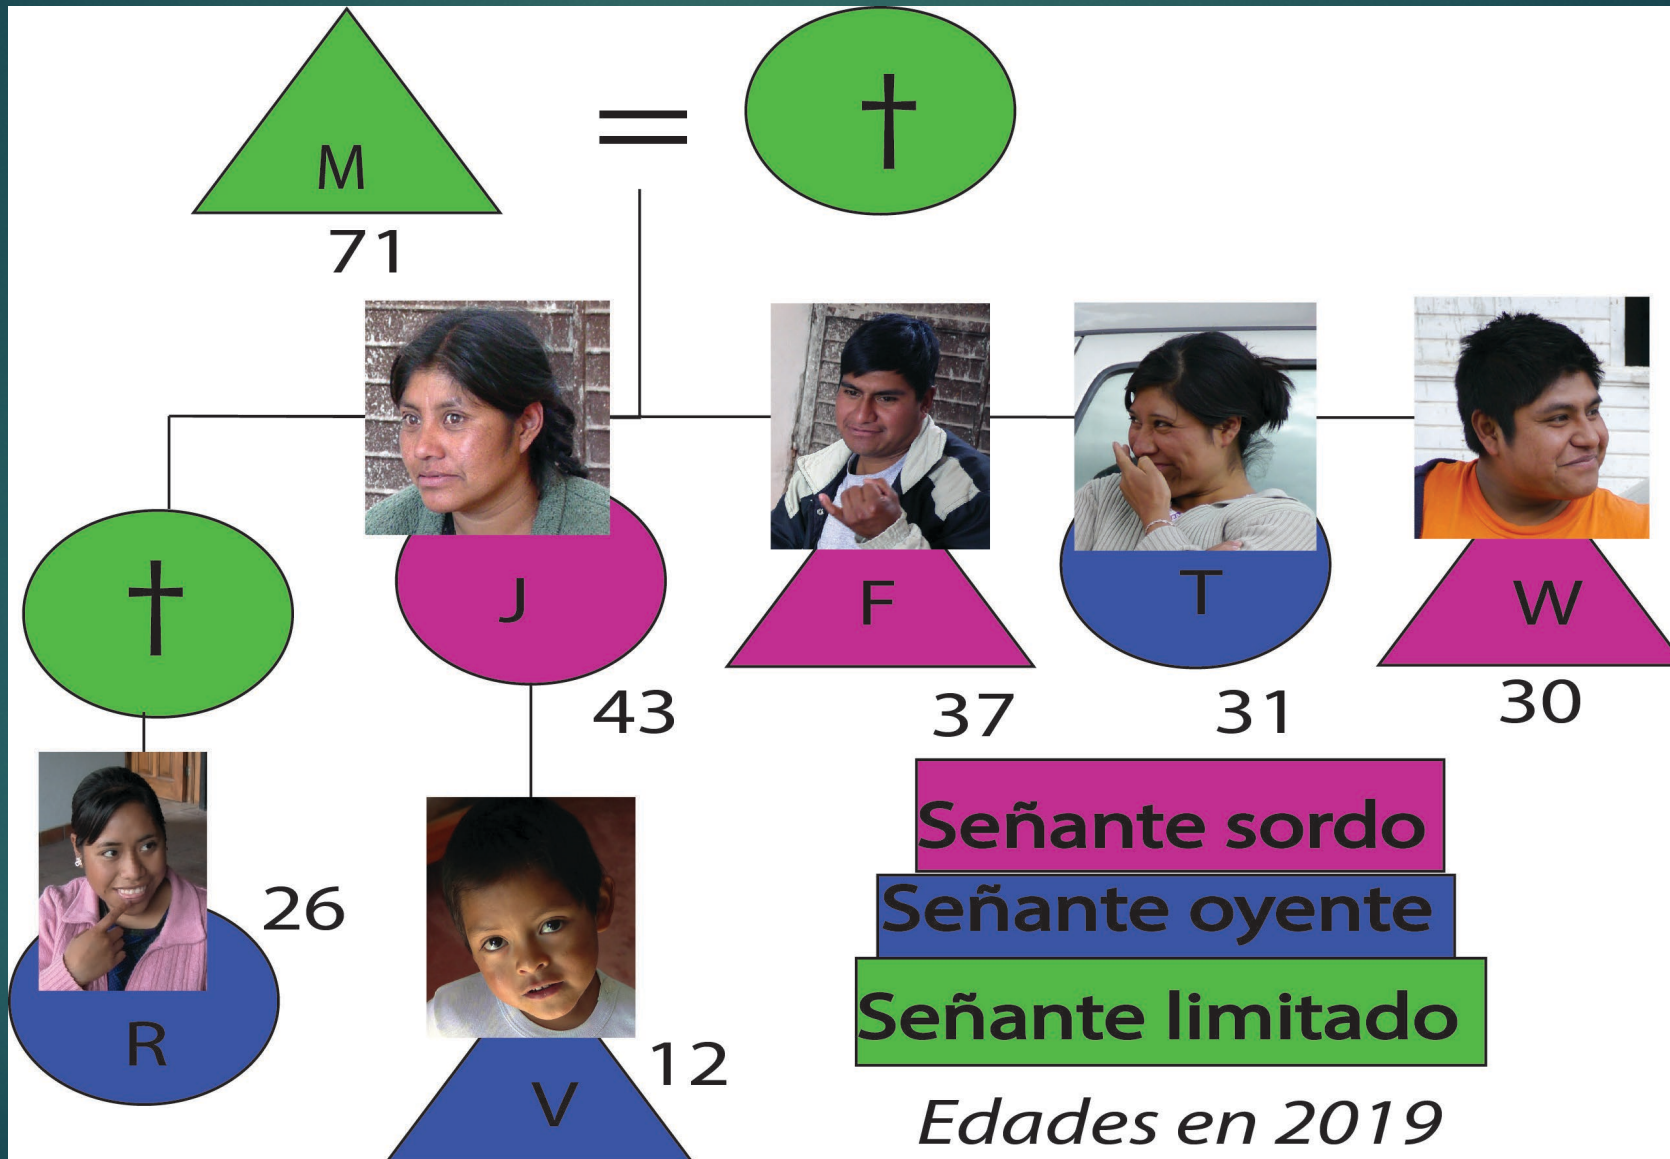 M
=
†
71
†
J
F
T
W
43
37
31
30
R
26
V
12
Señante sordo
Señante oyente
Señante limitado
Edades en 2019